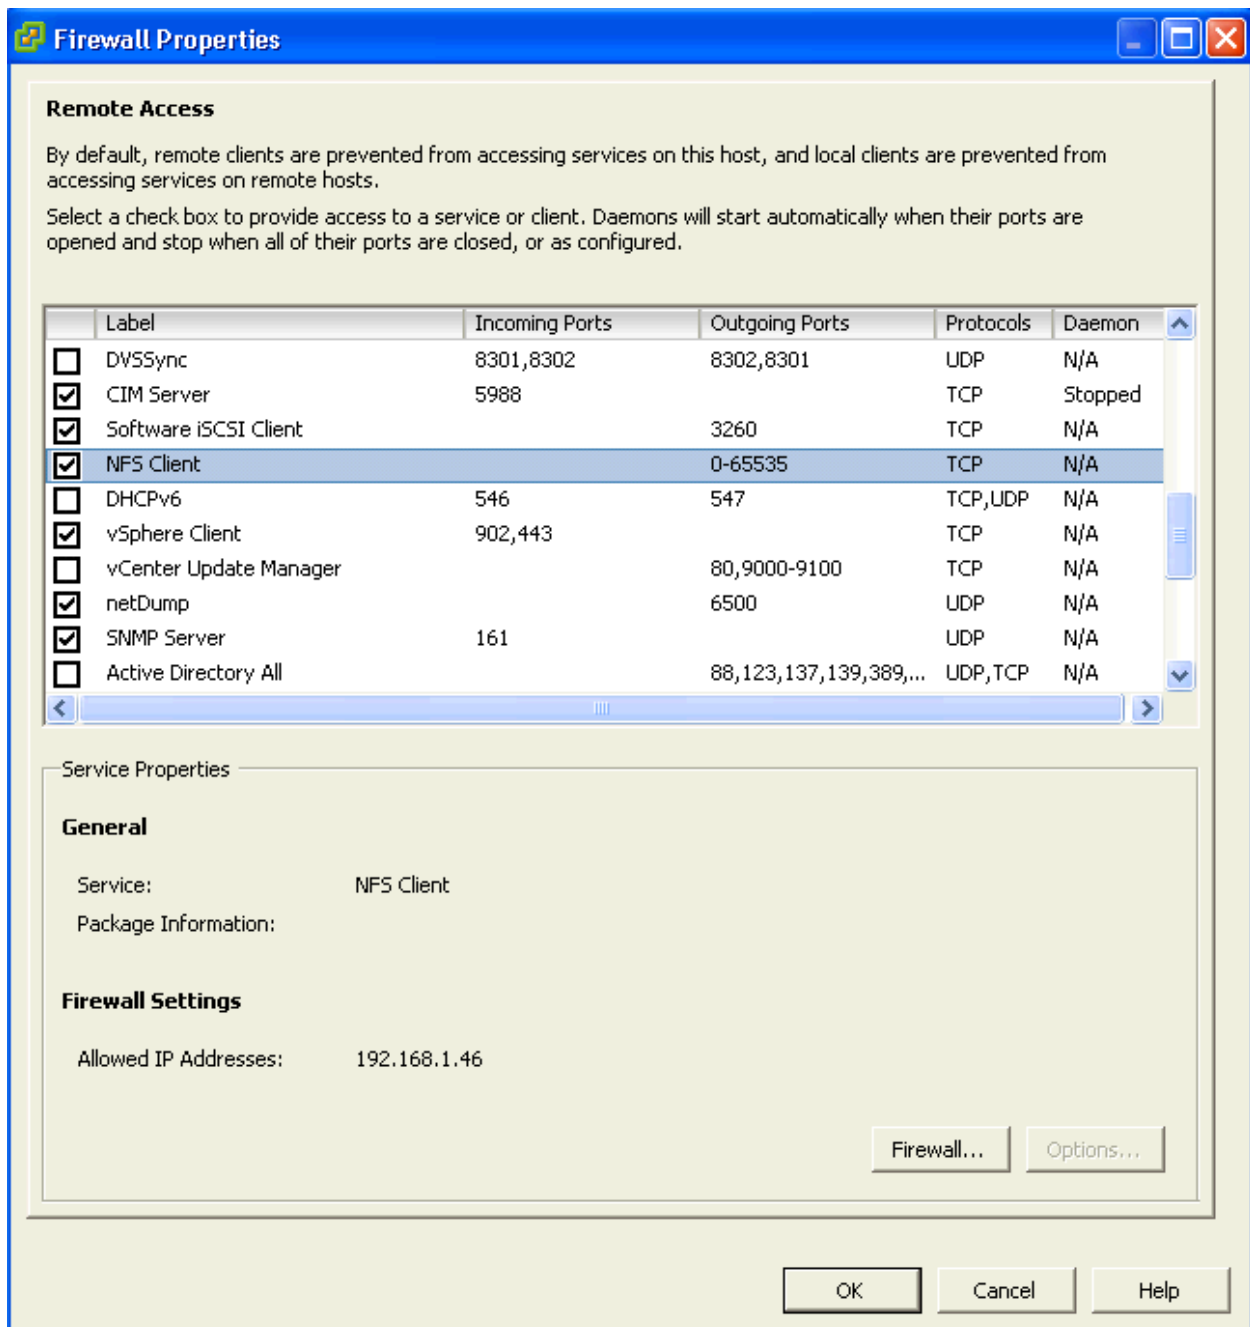 Firewall Properties
Remote Access
By default, remote clients are prevented from accessing services on this host, and local clients are prevented from
accessing services on remote hosts.
Select a check box to provide access to a service or client. Daemons will start automatically when their ports are
opened and stop when all of their ports are closed, or as configured.
Label Incoming Ports Outgoing Ports Protocols Daemon
DVSSync 8301,8302 8302,8301 UDP N/A
CIM Server 5988 TCP Stopped
Software iSCSI Client 3260 TCP N/A
NFS Client 0-65535 TCP N/A
DHCPv6 546 547 TCP,UDP N/A
vSphere Client 902,443 TCP N/A
vCenter Update Manager 80,9000-9100 TCP N/A
netDump 6500 UDP N/A
SNMP Server 161 UDP N/A
Active Directory All 88,123,137,139,389,... UDP,TCP N/A
Service Properties
General
Service: NFS Client
Package Information:
Firewall Settings
Allowed IP Addresses: 192.168.1.46
Firewall... Options...
OK Cancel Help